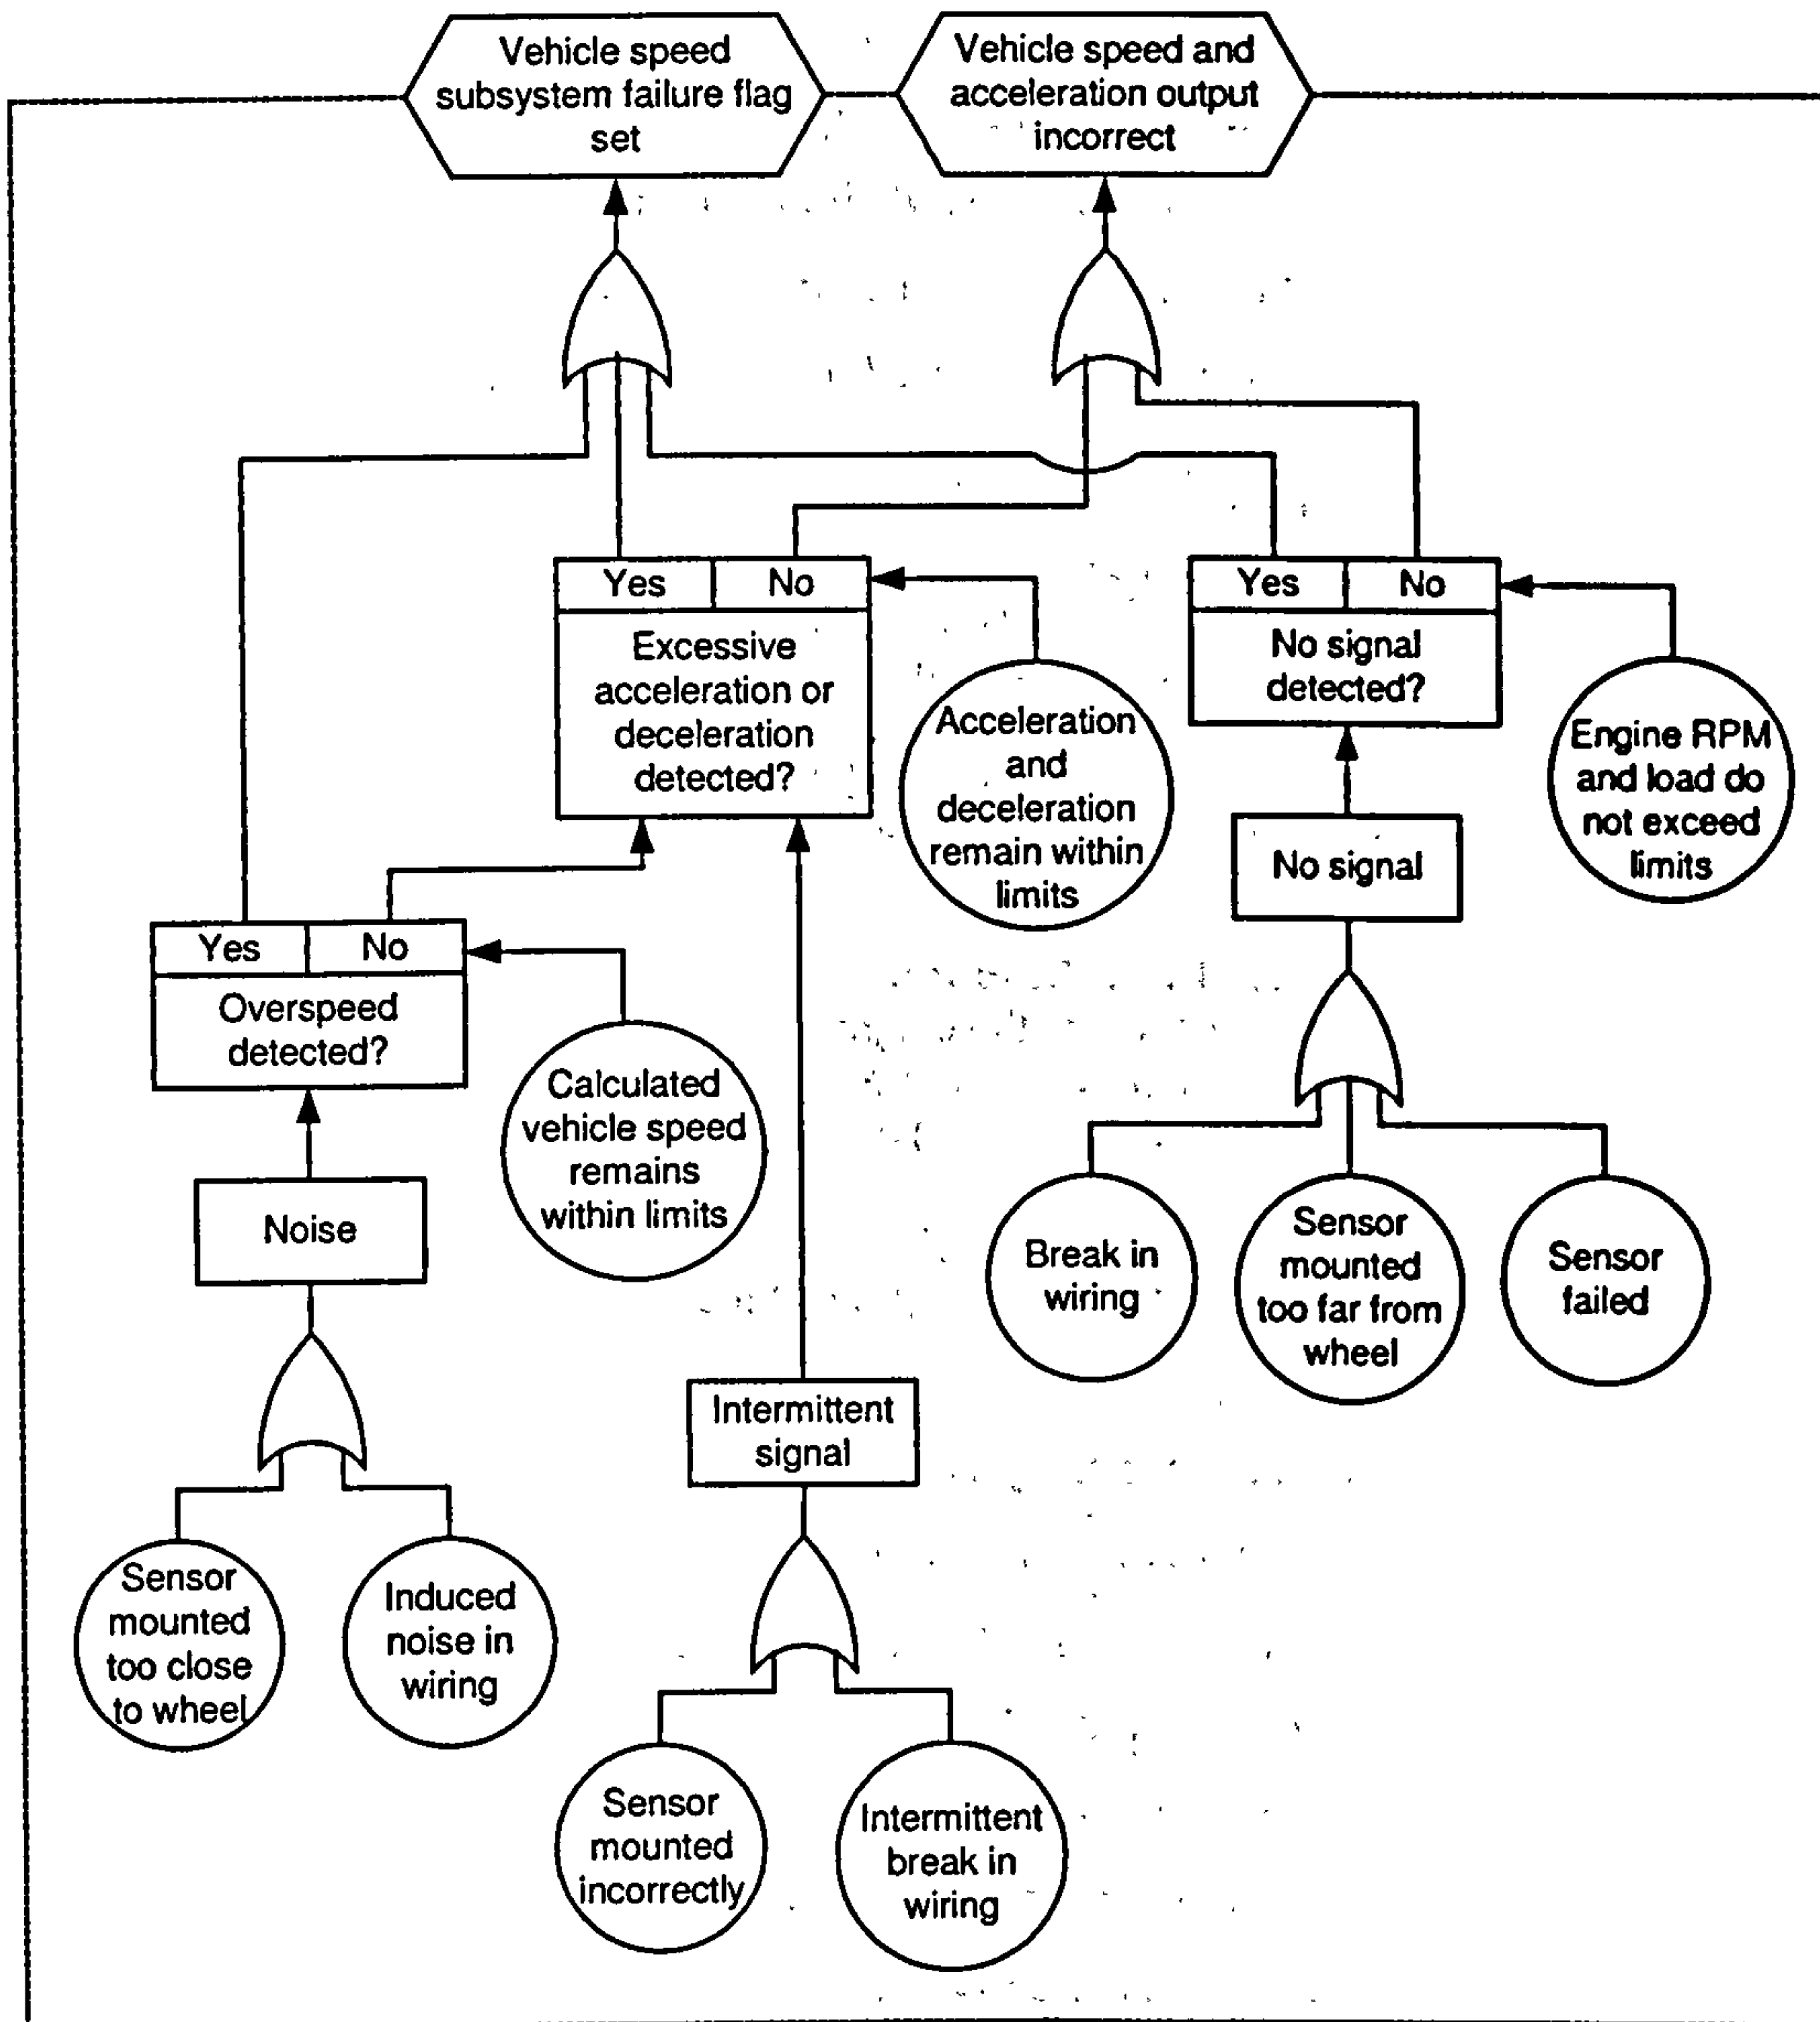 Vehicle speed
subsystem failure flag
set
Vehicle speed and
acceleration output
incorrect
Yes
No
Excessive
acceleration or
deceleration
detected?
Acceleration
and
deceleration
remain within
limits
Yes
No
No signal
detected?
Engine RPM
and load do
not exceed
limits
No signal
Yes
No
Overspeed
detected?
Calculated
vehicle speed
remains
within limits
Noise
Break in
wiring
Sensor
mounted
too far from
wheel
Sensor
failed
Intermittent
signal
Sensor
mounted
too close
to wheel
Induced
noise in
wiring
Sensor
mounted
incorrectly
Intermittent
break in
wiring